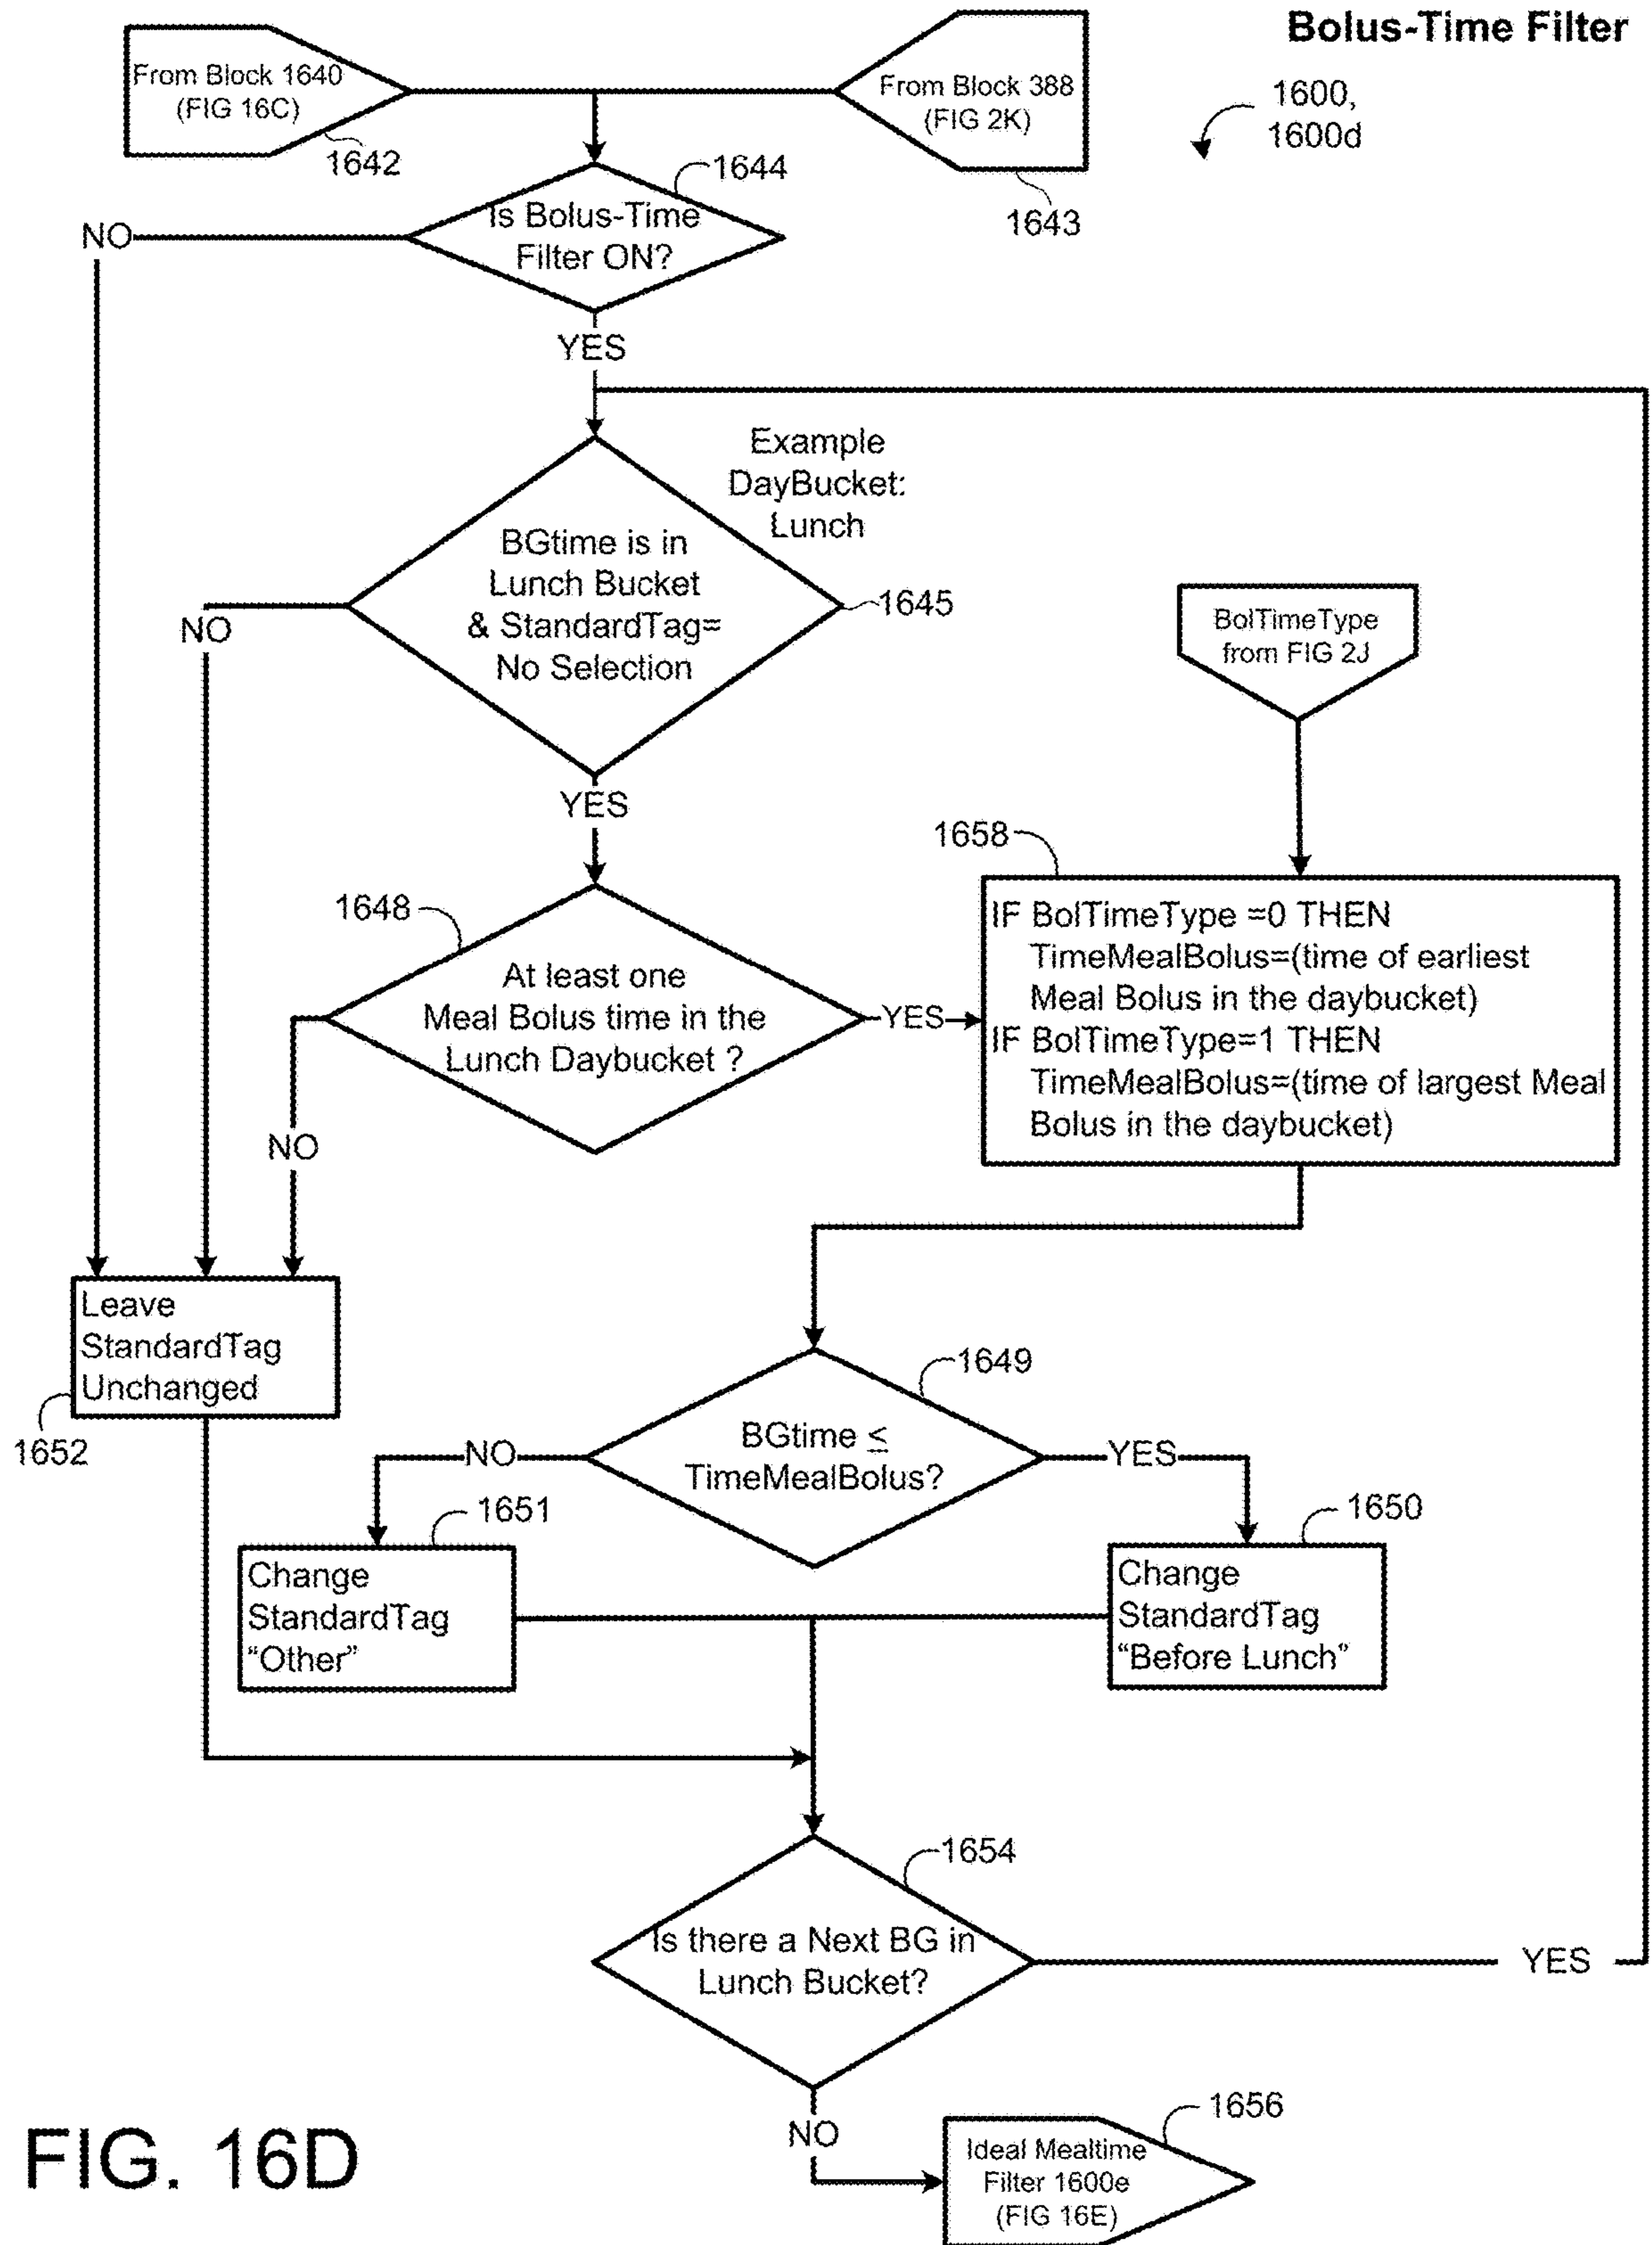 Bolus-Time Filter
From Block 1640
(FIG 16C)
1642
From Block 388
(FIG 2K)
1643
1600,
1600d
1644
Is Bolus-Time
Filter ON?
NO
YES
Example
DayBucket:
Lunch
BGtime is in
Lunch Bucket
& StandardTag=
No Selection
1645
NO
YES
BolTimeType
from FIG 2J
1648
At least one
Meal Bolus time in the
Lunch Daybucket ?
YES
NO
1658
IF BolTimeType =0 THEN
TimeMealBolus=(time of earliest
Meal Bolus in the daybucket)
IF BolTimeType=1 THEN
TimeMealBolus=(time of largest Meal
Bolus in the daybucket)
Leave
StandardTag
Unchanged
1652
1649
BGtime ≤
TimeMealBolus?
NO
YES
1651
Change
StandardTag
“Other”
1650
Change
StandardTag
“Before Lunch”
1654
Is there a Next BG in
Lunch Bucket?
YES
NO
1656
Ideal Mealtime
Filter 1600e
(FIG 16E)
FIG. 16D